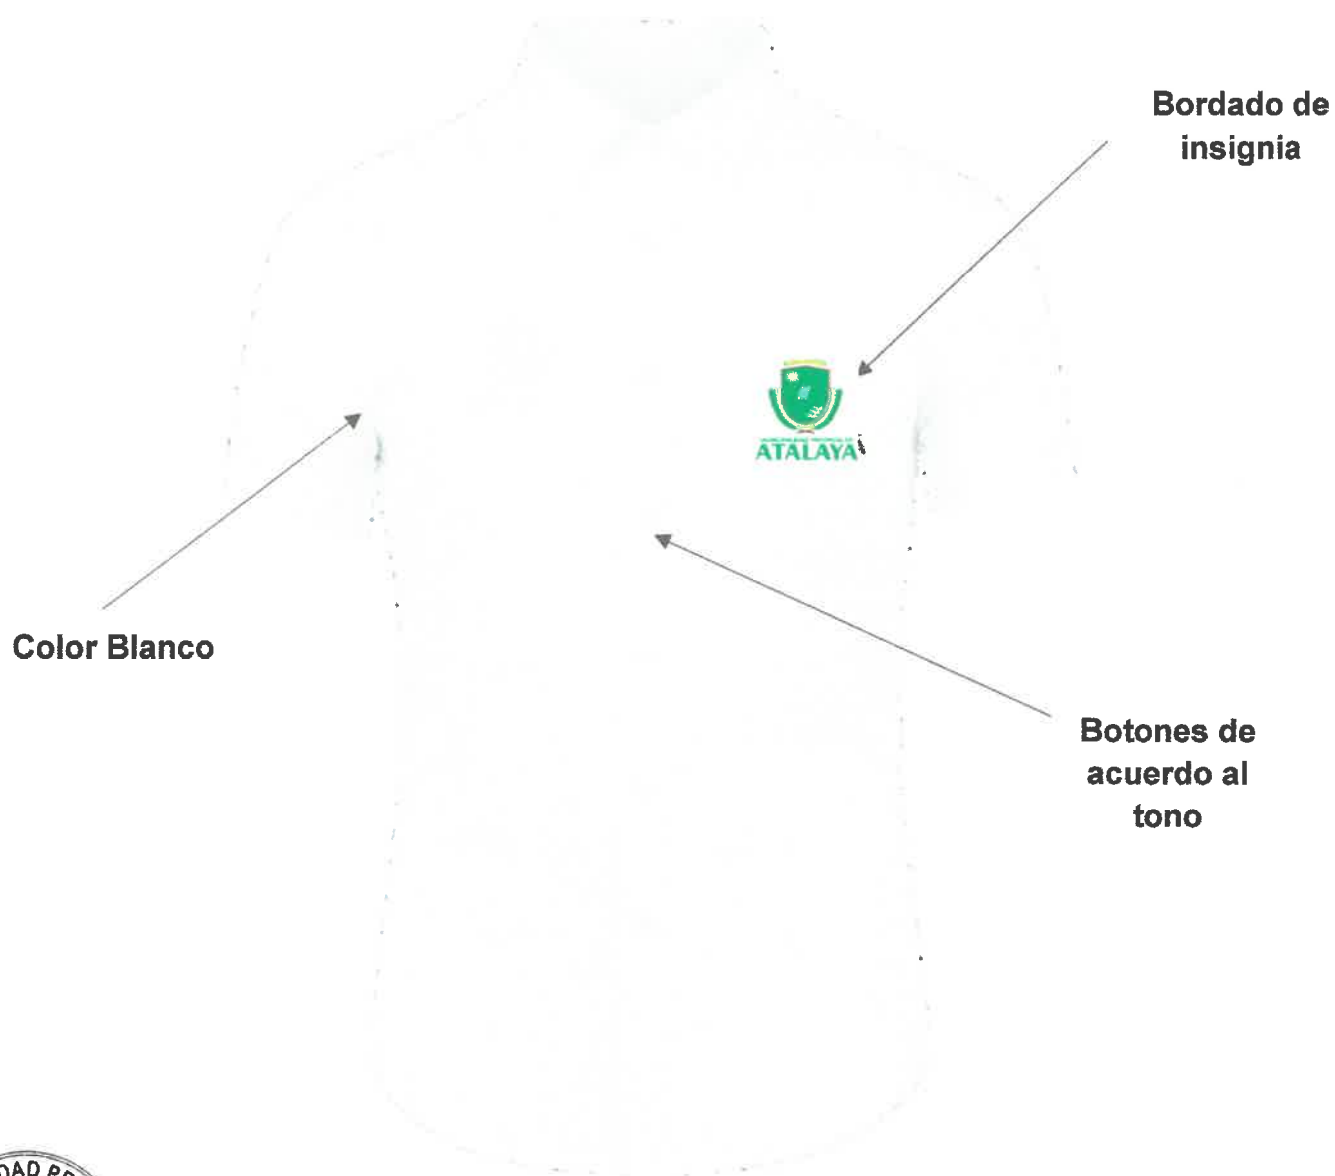 Bordado de
insignia
ATALAYA
Color Blanco
Botones de
acuerdo al
tono